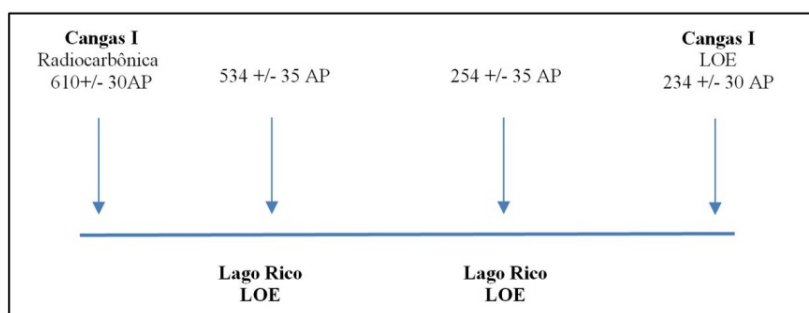 Cangas I
Radiocarbônica
610+/- 30AP
534 +/- 35 AP
254 +/- 35 AP
Cangas I
LOE
234 +/- 30 AP
Lago Rico
LOE
Lago Rico
LOE